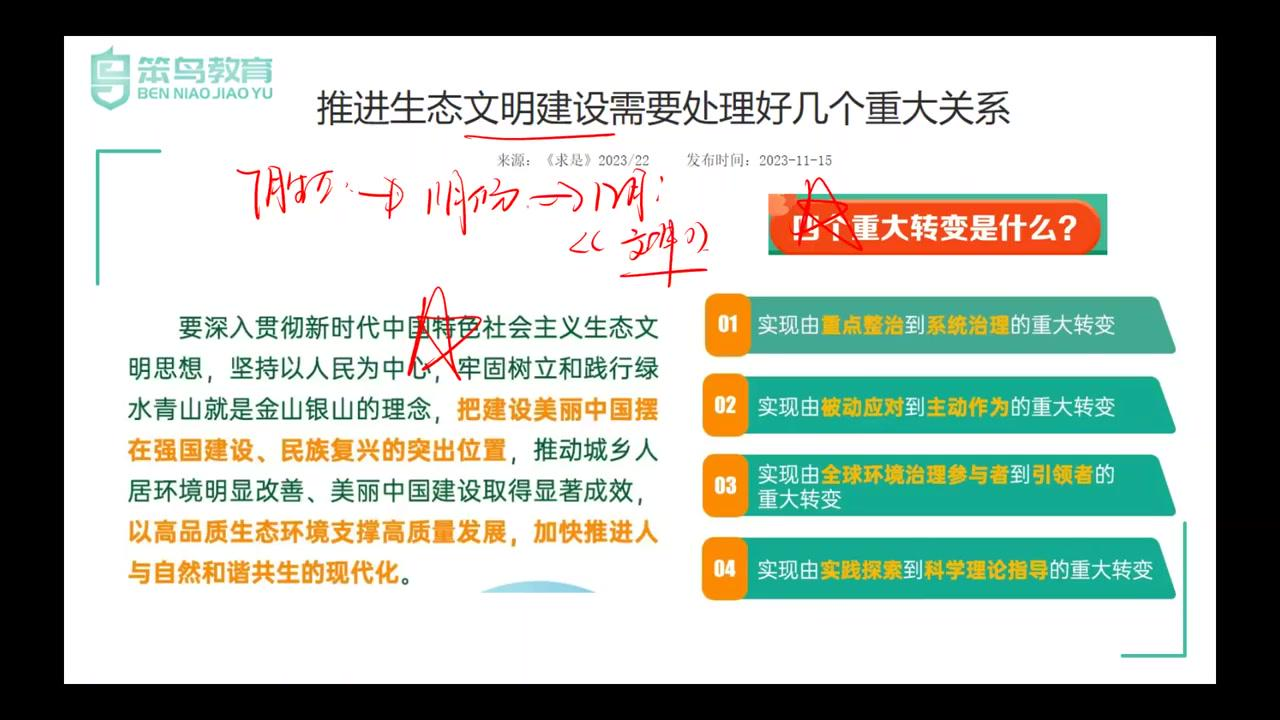 笨鸟教育
BEN NIAO JIAO YU
推进生态文明建设需要处理好几个重大关系
来源：《求是》2023/22 发布时间：2023-11-15
7月 → 11月份 → 12月：
《文明》
四个重大转变是什么？
要深入贯彻新时代中国特色社会主义生态文
明思想，坚持以人民为中心，牢固树立和践行绿
水青山就是金山银山的理念，把建设美丽中国摆
在强国建设、民族复兴的突出位置，推动城乡人
居环境明显改善、美丽中国建设取得显著成效，
以高品质生态环境支撑高质量发展，加快推进人
与自然和谐共生的现代化。
01 实现由重点整治到系统治理的重大转变
02 实现由被动应对到主动作为的重大转变
03 实现由全球环境治理参与者到引领者的
重大转变
04 实现由实践探索到科学理论指导的重大转变